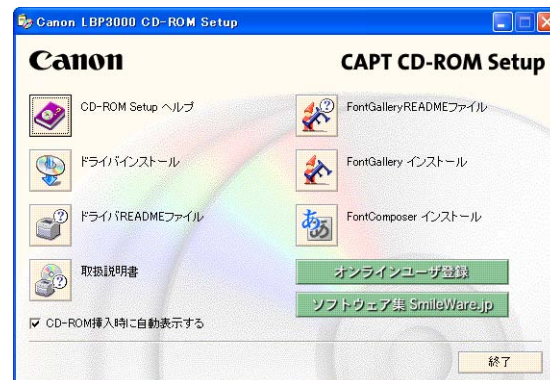 Canon LBP3000 CD-ROM Setup
Canon
CAPT CD-ROM Setup
CD-ROM Setup ヘルプ
ドライバインストール
ドライバREADMEファイル
取扱説明書
FontGalleryREADMEファイル
FontGallery インストール
FontComposer インストール
あぁ
オンラインユーザ登録
ソフトウェア集 SmileWare.jp
CD-ROM挿入時に自動表示する
終了